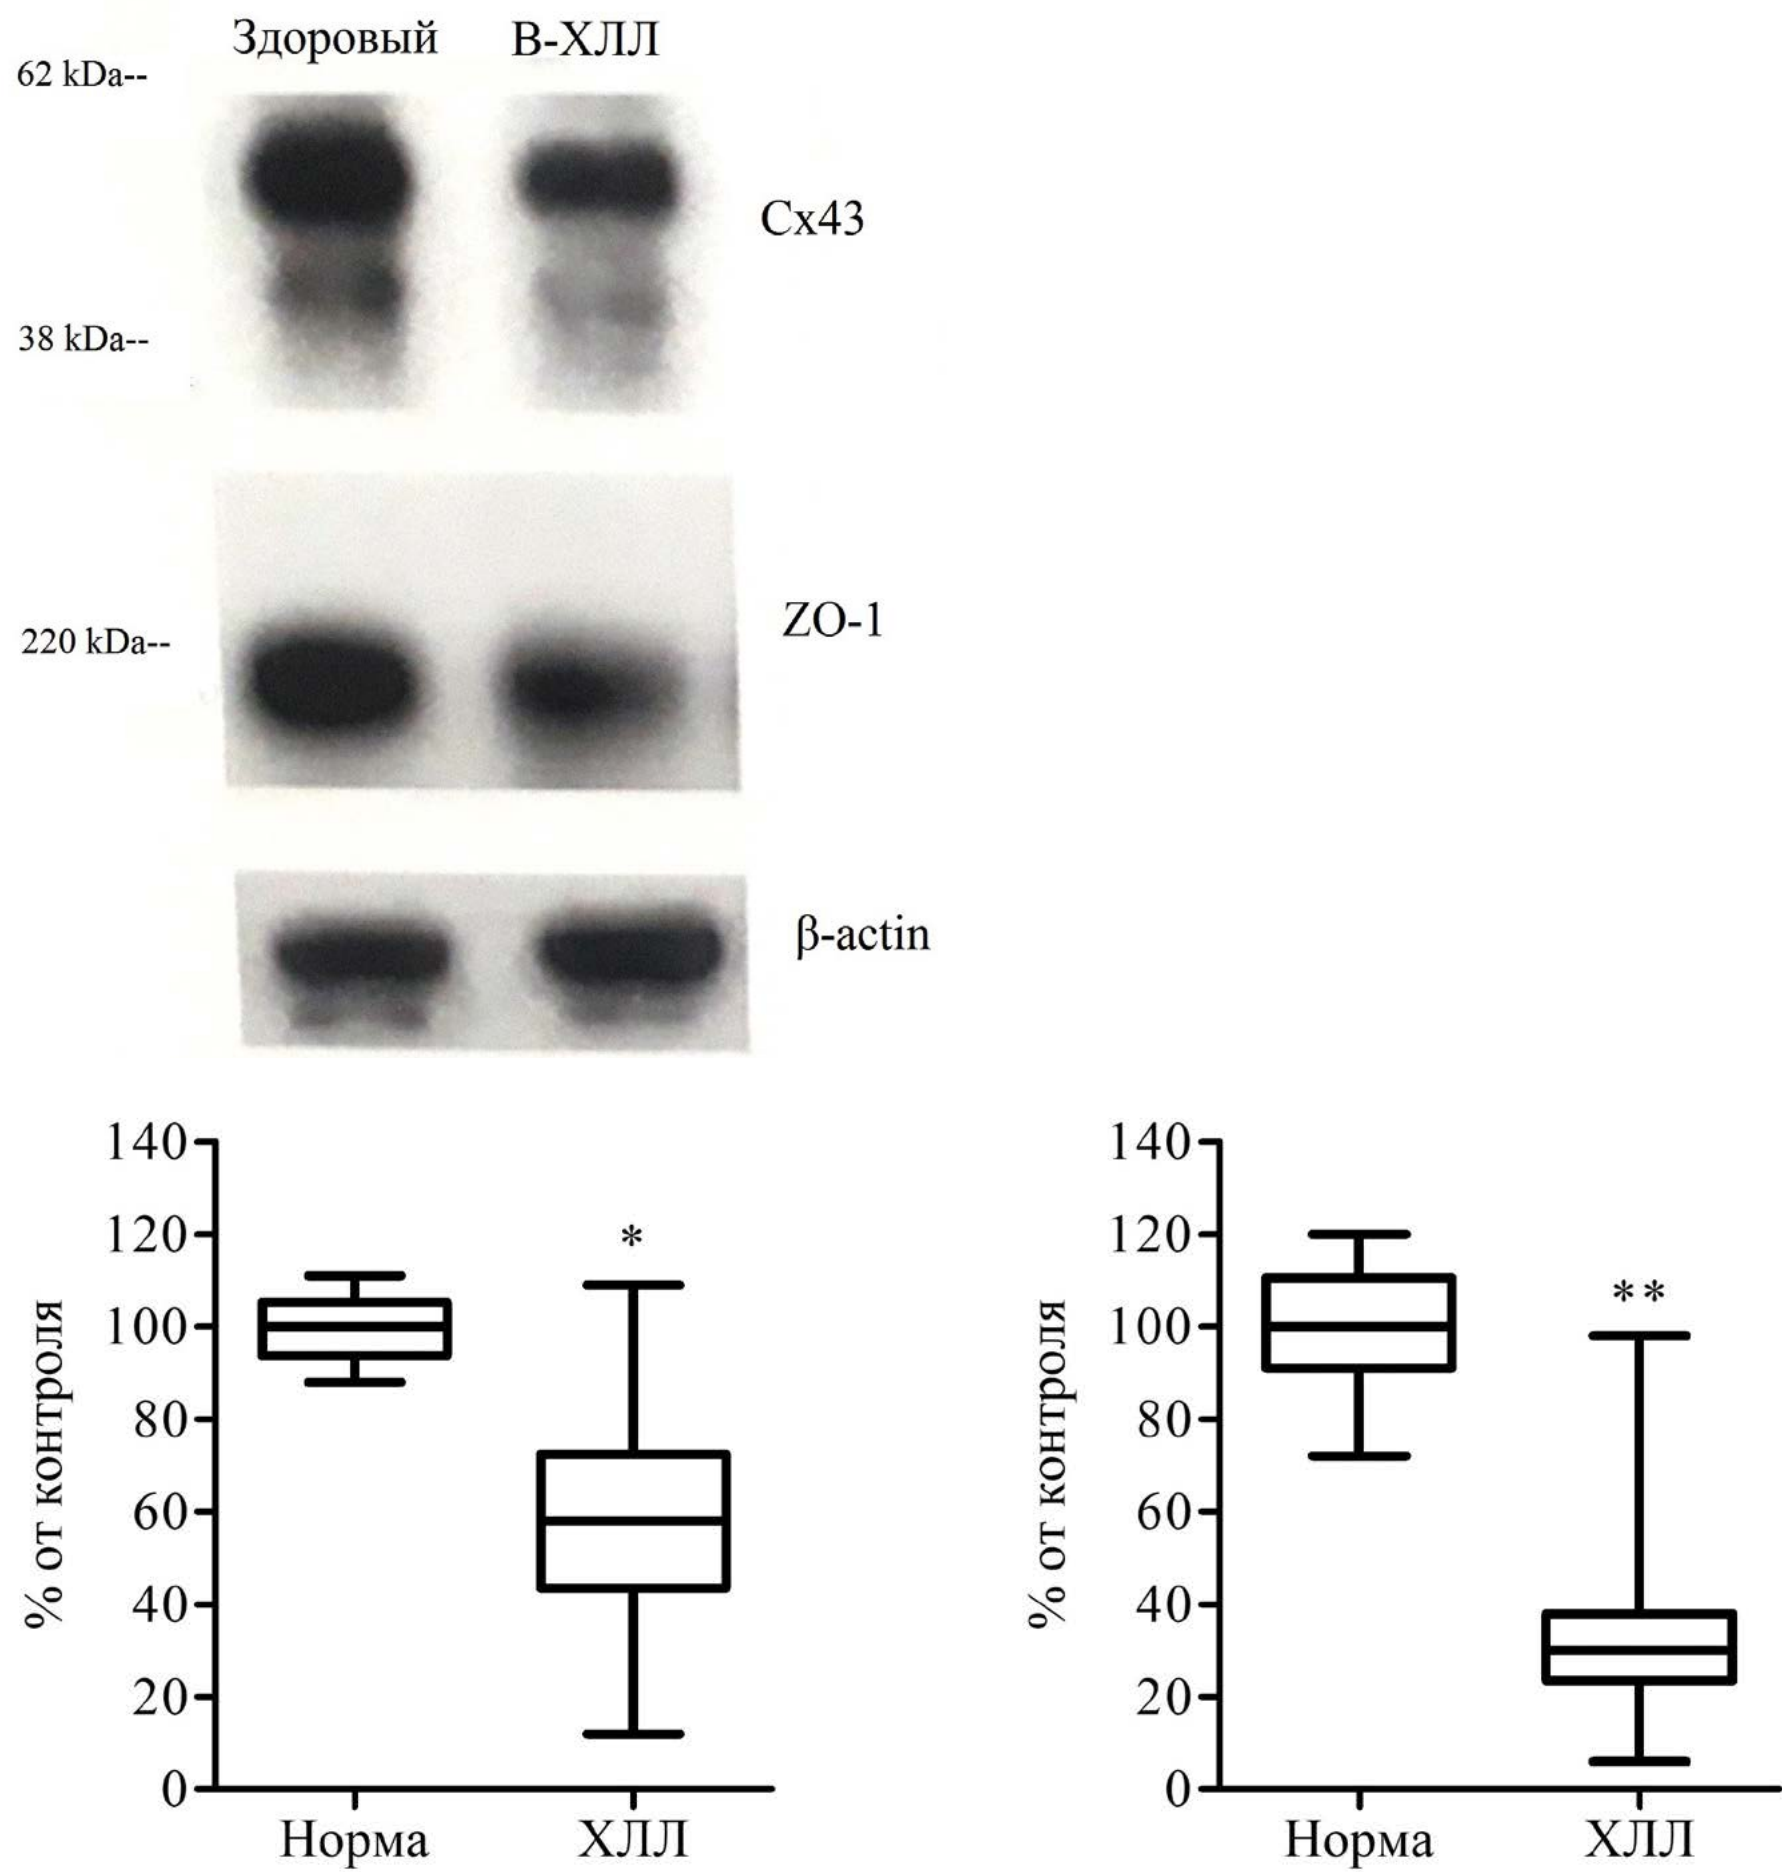 Здоровый В-ХЛЛ
62 kDa--
Cx43
38 kDa--
ZO-1
220 kDa--
β-actin
140
120
100
80
60
40
20
0
% от контроля
*
Норма ХЛЛ
140
120
100
80
60
40
20
0
% от контроля
**
Норма ХЛЛ